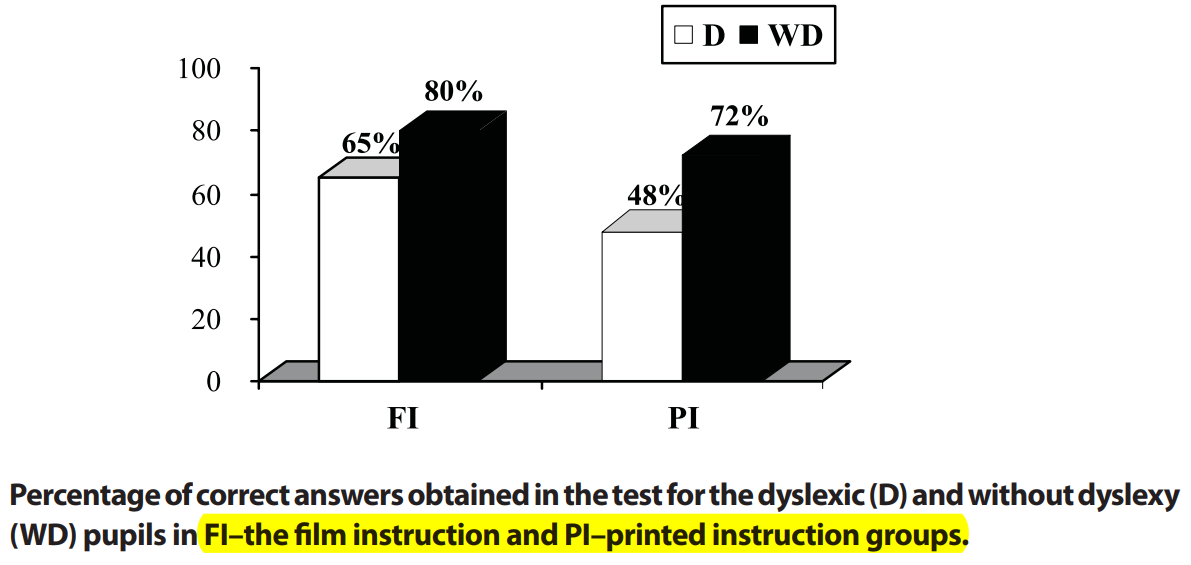 D WD
100
80%
72%
80
65%
60
48%
40
20
0
FI PI
Percentage of correct answers obtained in the test for the dyslexic (D) and without dyslexy
(WD) pupils in FI–the film instruction and PI–printed instruction groups.